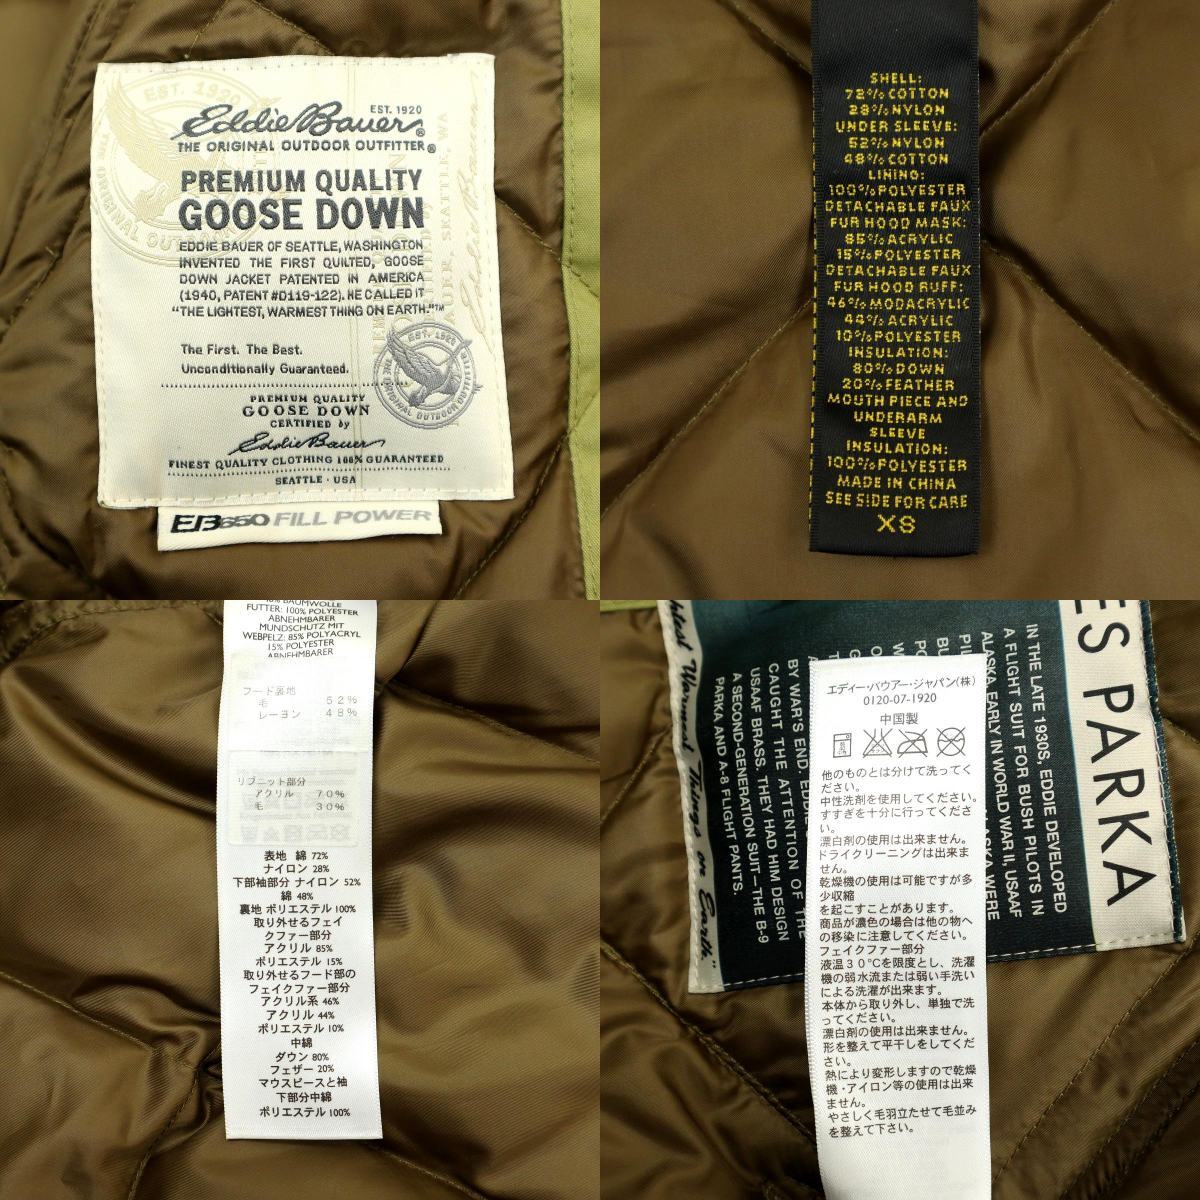 EST. 1920
Eddie Bauer®
THE ORIGINAL OUTDOOR OUTFITTER®
PREMIUM QUALITY
GOOSE DOWN
EDDIE BAUER OF SEATTLE, WASHINGTON
INVENTED THE FIRST QUILTED, GOOSE
DOWN JACKET PATENTED IN AMERICA
(1940, PATENT #D119-122). HE CALLED IT
"THE LIGHTEST, WARMEST THING ON EARTH."™
EST. 1920
THE ORIGINAL OUTDOOR OUTFITTER
The First. The Best.
Unconditionally Guaranteed.
PREMIUM QUALITY
GOOSE DOWN
CERTIFIED by
Eddie Bauer
FINEST QUALITY CLOTHING 100% GUARANTEED
SEATTLE · USA
EB650 FILL POWER
SHELL:
72% COTTON
28% NYLON
UNDER SLEEVE:
52% NYLON
48% COTTON
LINING:
100% POLYESTER
DETACHABLE FAUX
FUR HOOD MASK:
85% ACRYLIC
15% POLYESTER
DETACHABLE FAUX
FUR HOOD RUFF:
46% MODACRYLIC
44% ACRYLIC
10% POLYESTER
INSULATION:
80% DOWN
20% FEATHER
MOUTH PIECE AND
UNDERARM
SLEEVE
INSULATION:
100% POLYESTER
MADE IN CHINA
SEE SIDE FOR CARE
XS
BAUMWOLLE
FUTTER: 100% POLYESTER
ABNEHMBARER
MUNDSCHUTZ MIT
WEBPELZ: 85% POLYACRYL
15% POLYESTER
ABNEHMBARER
フード裏地
毛 52%
レーヨン 48%
リブニット部分
アクリル 70%
毛 30%
表地 綿 72%
ナイロン 28%
下部袖部分 ナイロン 52%
綿 48%
裏地 ポリエステル 100%
取り外せるフェイ
クファー部分
アクリル 85%
ポリエステル 15%
取り外せるフード部の
フェイクファー部分
アクリル系 46%
アクリル 44%
ポリエステル 10%
中綿
ダウン 80%
フェザー 20%
マウスピースと袖
下部分中綿
ポリエステル 100%
ES PARKA
IN THE LATE 1930S, EDDIE DEVELOPED
A FLIGHT SUIT FOR BUSH PILOTS IN
ALASKA. EARLY IN WORLD WAR II, USAAF
ALASKA WERE
BY WAR'S END, EDDIE
CAUGHT THE ATTENTION OF THE
USAAF BRASS. THEY HAD HIM DESIGN
A SECOND-GENERATION SUIT—THE B-9
PARKA AND A-8 FLIGHT PANTS.
Warmest Things on Earth."
エディー・バウアー・ジャパン(株)
0120-07-1920
中国製
他のものとは分けて洗ってく
ださい。
中性洗剤を使用してください。
すすぎを十分に行ってくださ
い。
漂白剤の使用は出来ません。
ドライクリーニングは出来ま
せん。
乾燥機の使用は可能ですが多
少収縮
を起こすことがあります。
商品が濃色の場合は他の物へ
の移染に注意してください。
フェイクファー部分
液温30℃を限度とし、洗濯
機の弱水流または弱い手洗い
による洗濯が出来ます。
本体から取り外し、単独で洗
ってください。
漂白剤の使用は出来ません。
形を整えて平干しをしてくだ
さい。
熱により変形しますので乾燥
機・アイロン等の使用は出来
ません。
やさしく毛羽立たせて毛並み
を整えて下さい。